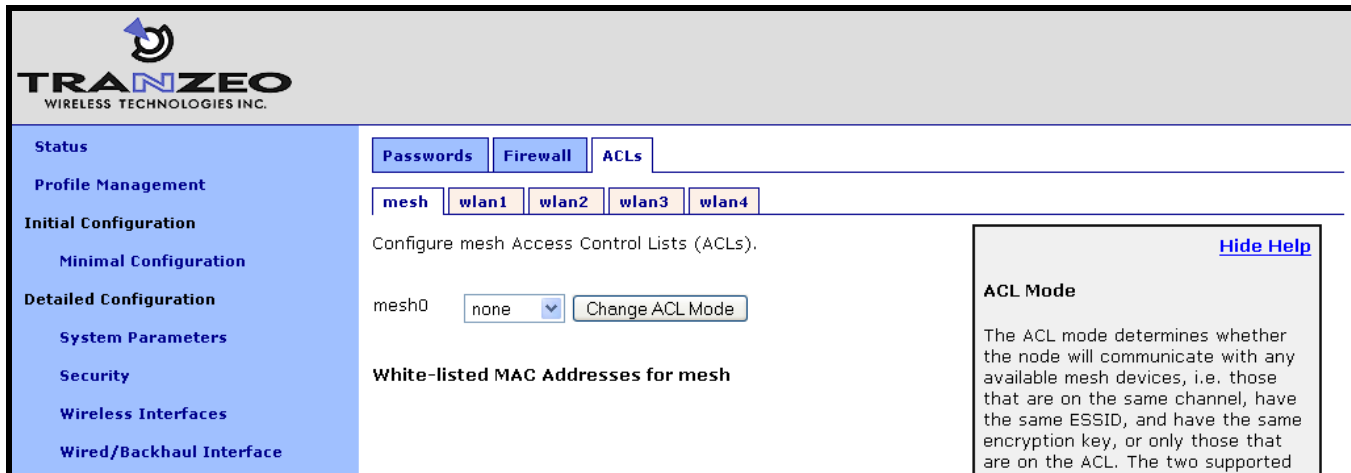 TRANZEO
WIRELESS TECHNOLOGIES INC.
Status
Profile Management
Initial Configuration
Minimal Configuration
Detailed Configuration
System Parameters
Security
Wireless Interfaces
Wired/Backhaul Interface
Passwords Firewall ACLs
mesh wlan1 wlan2 wlan3 wlan4
Configure mesh Access Control Lists (ACLs).
mesh0 none Change ACL Mode
White-listed MAC Addresses for mesh
Hide Help
ACL Mode
The ACL mode determines whether
the node will communicate with any
available mesh devices, i.e. those
that are on the same channel, have
the same ESSID, and have the same
encryption key, or only those that
are on the ACL. The two supported